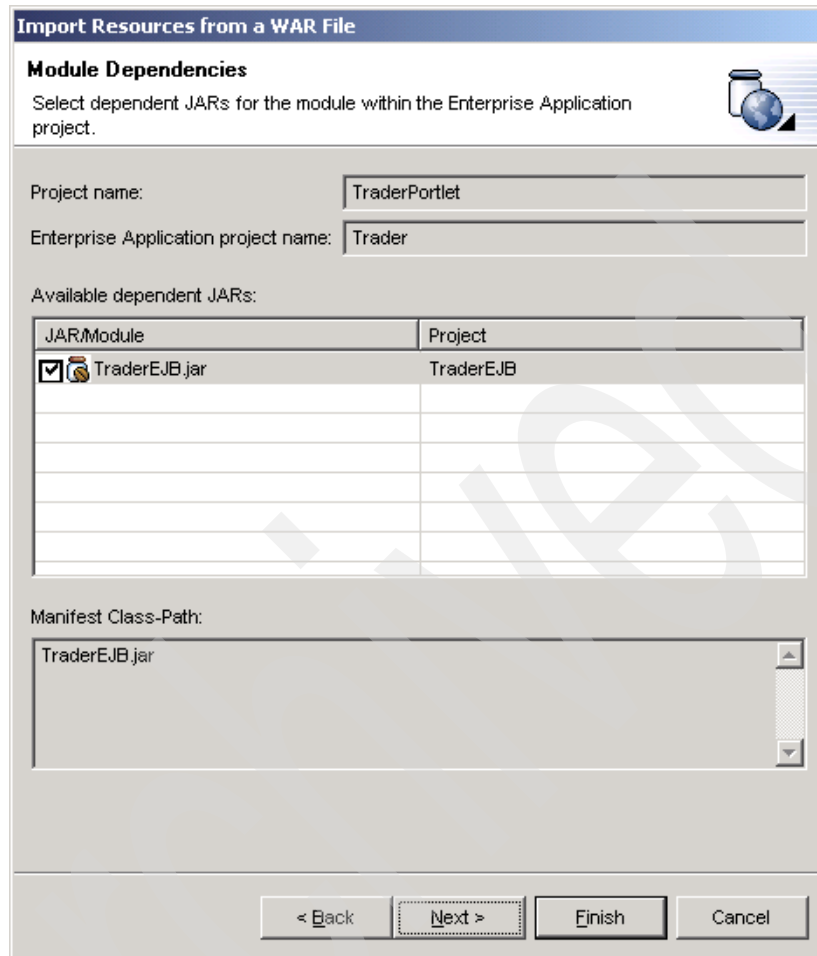 Import Resources from a WAR File
Module Dependencies
Select dependent JARs for the module within the Enterprise Application
project.
Project name: TraderPortlet
Enterprise Application project name: Trader
Available dependent JARs:
JAR/Module Project
TraderEJB.jar TraderEJB
Manifest Class-Path:
TraderEJB.jar
< Back Next > Finish Cancel